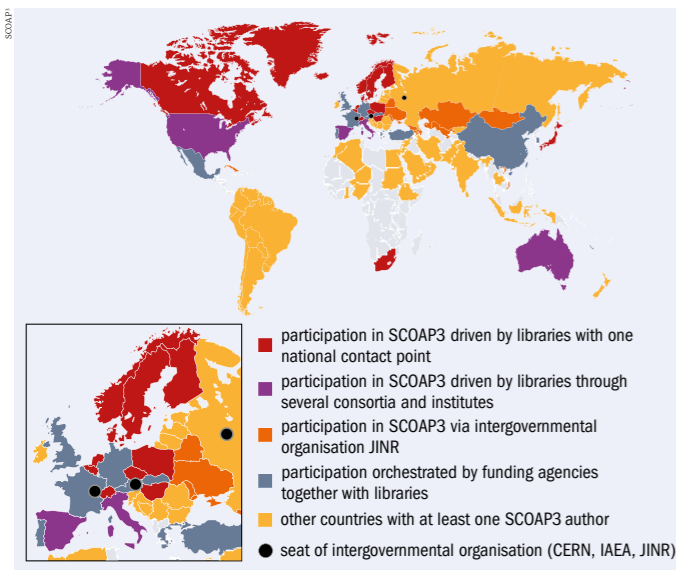 SCOAP³
participation in SCOAP3 driven by libraries with one
national contact point
participation in SCOAP3 driven by libraries through
several consortia and institutes
participation in SCOAP3 via intergovernmental
organisation JINR
participation orchestrated by funding agencies
together with libraries
other countries with at least one SCOAP3 author
seat of intergovernmental organisation (CERN, IAEA, JINR)